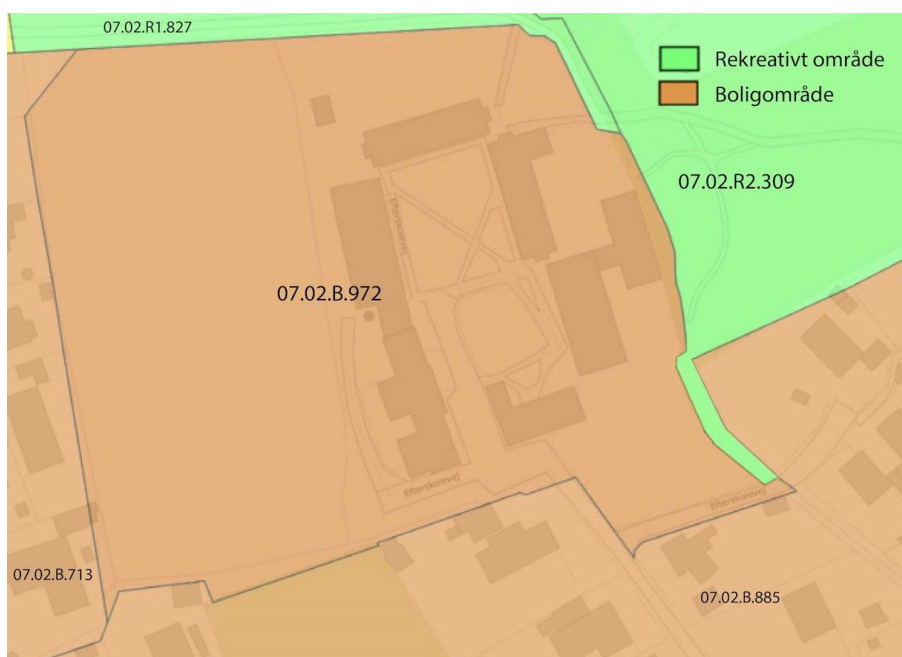 07.02.R1.827
Rekreativt område
Boligområde
07.02.R2.309
Efterskolevej
07.02.B.972
Efterskolevej
Efterskolevej
07.02.B.713
07.02.B.885